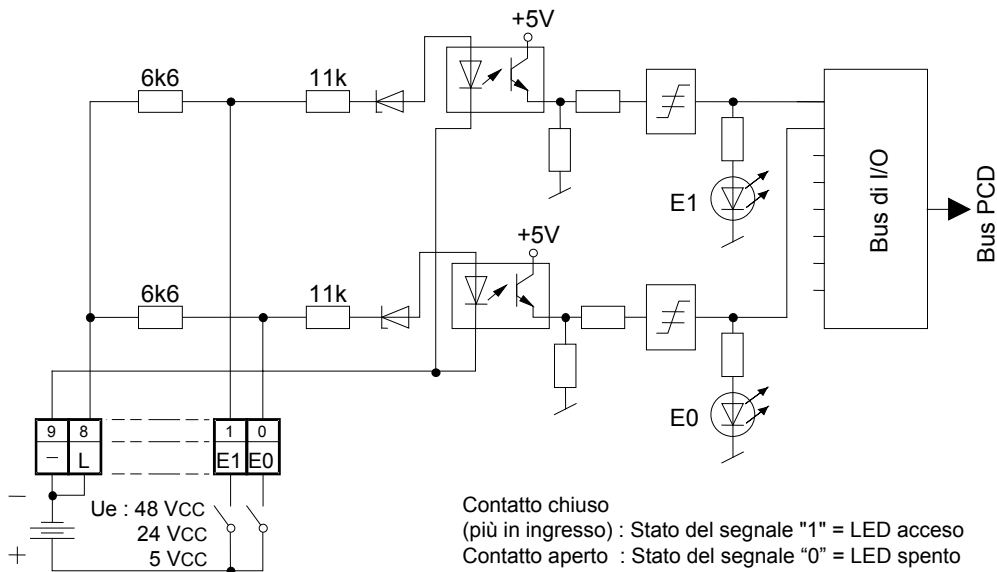 +5V
6k6
11k
E1
Bus di I/O
Bus PCD
+5V
6k6
11k
E0
9 8 1 0
– L E1 E0
–
+
Ue : 48 VCC
24 VCC
5 VCC
Contatto chiuso
(più in ingresso) : Stato del segnale "1" = LED acceso
Contatto aperto : Stato del segnale “0” = LED spento